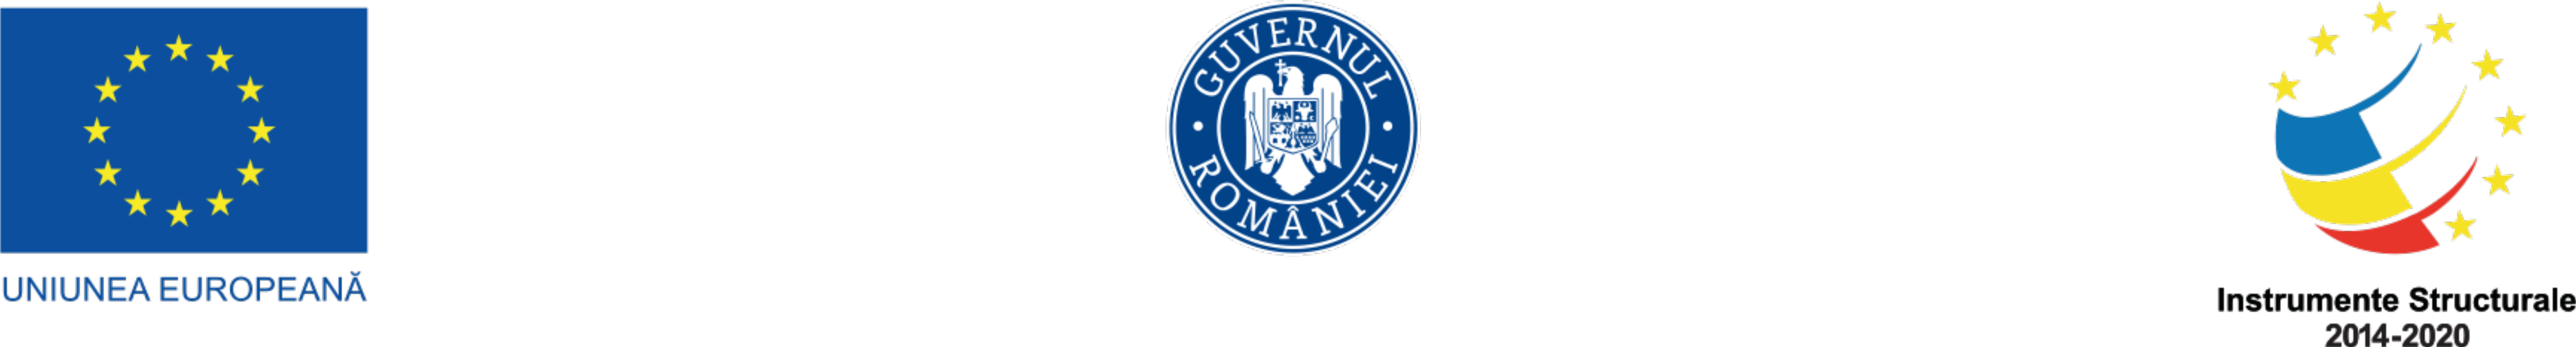 UNIUNEA EUROPEANĂ
GUVERNUL
ROMÂNIEI
Instrumente Structurale
2014-2020